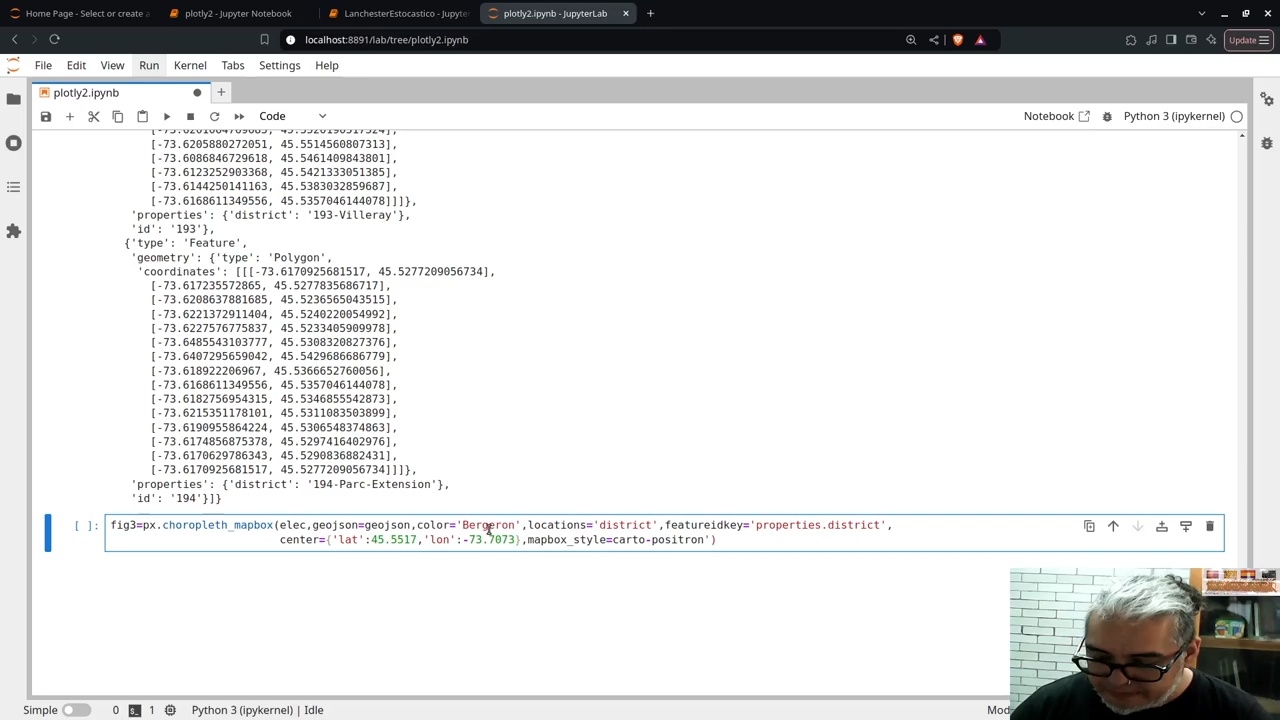 Home Page - Select or create a
plotly2 - Jupyter Notebook
LanchesterEstocastico - Jupyte
plotly2.ipynb - JupyterLab
localhost:8891/lab/tree/plotly2.ipynb
Update
File Edit View Run Kernel Tabs Settings Help
plotly2.ipynb
Code
Notebook
Python 3 (ipykernel)
[-73.6205880272051, 45.5514560807313],
[-73.6086846729618, 45.5461409843801],
[-73.6123252903368, 45.5421333051385],
[-73.6144250141163, 45.5383032859687],
[-73.6168611349556, 45.5357046144078]]]},
'properties': {'district': '193-Villeray'},
'id': '193'},
{'type': 'Feature',
'geometry': {'type': 'Polygon',
'coordinates': [[[-73.6170925681517, 45.5277209056734],
[-73.617235572865, 45.5277835686717],
[-73.6208637881685, 45.5236565043515],
[-73.6221372911404, 45.5240220054992],
[-73.6227576775837, 45.5233405909978],
[-73.6485543103777, 45.5308320827376],
[-73.6407295659042, 45.5429686686779],
[-73.618922206967, 45.5366652760056],
[-73.6168611349556, 45.5357046144078],
[-73.6182756954315, 45.5346855542873],
[-73.6215351178101, 45.5311083503899],
[-73.6190955864224, 45.5306548374863],
[-73.6174856875378, 45.5297416402976],
[-73.6170629786343, 45.5290836882431],
[-73.6170925681517, 45.5277209056734]]]},
'properties': {'district': '194-Parc-Extension'},
'id': '194'}]}
[ ]: fig3=px.choropleth_mapbox(elec,geojson=geojson,color='Bergeron',locations='district',featureidkey='properties.district',
center={'lat':45.5517,'lon':-73.7073},mapbox_style=carto-positron')
Simple 0 1 Python 3 (ipykernel) | Idle